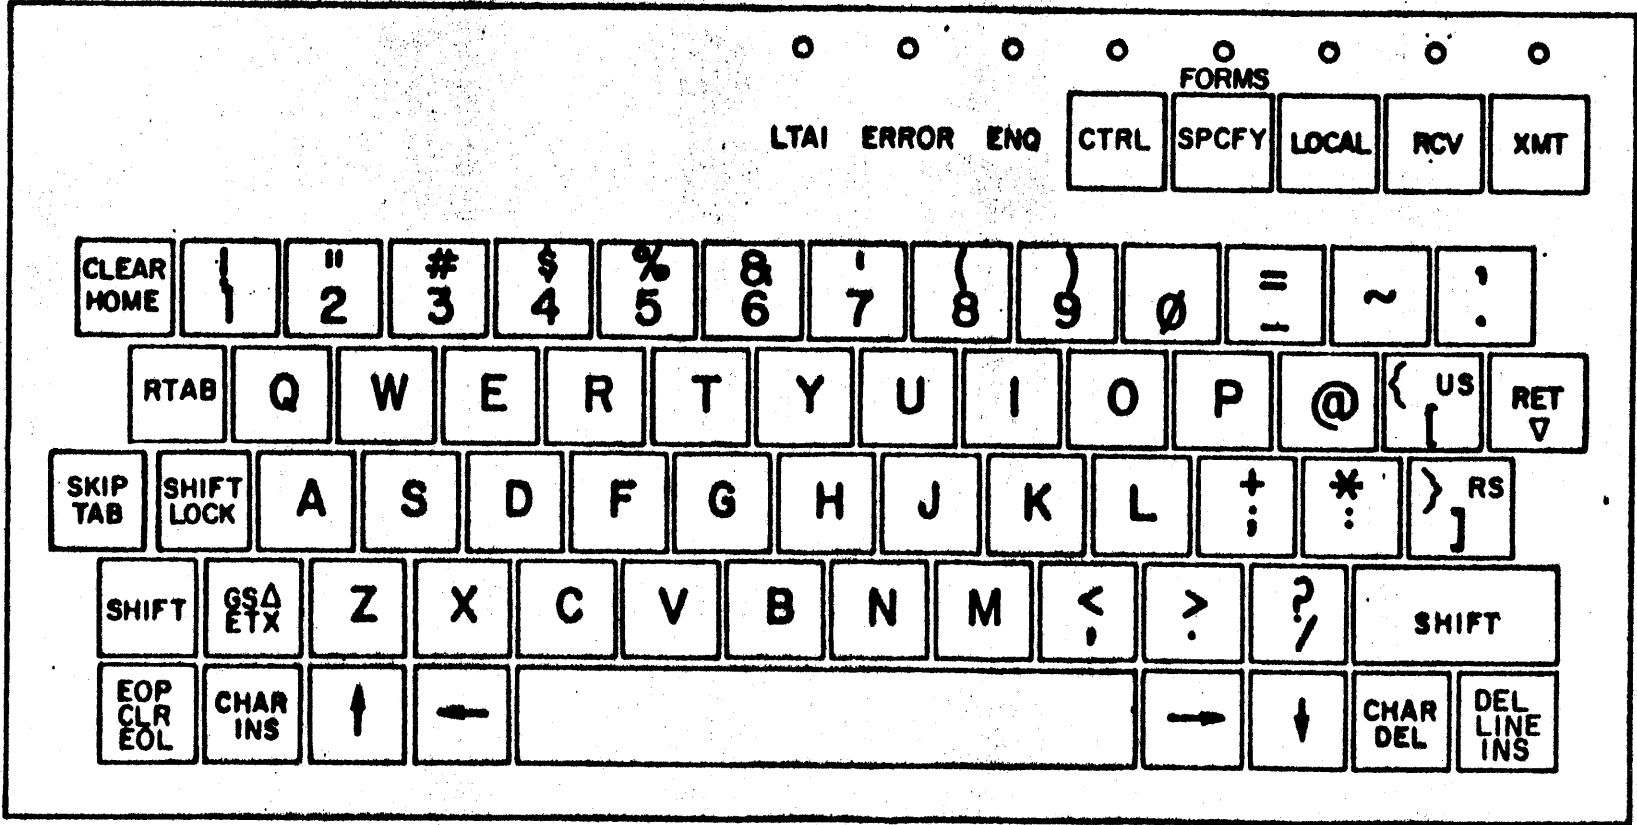 FORMS
LTAI ERROR ENQ CTRL SPCFY LOCAL RCV XMT
CLEAR ! " # $ % & ' ( ) =
HOME 1 2 3 4 5 6 7 8 9 Ø - ~
RTAB Q W E R T Y U I O P @ { US [ RET ▽
SKIP TAB SHIFT LOCK A S D F G H J K L + ; * : } RS ]
SHIFT GS△ ETX Z X C V B N M < , > . ? / SHIFT
EOP CLR EOL CHAR INS ↑ ← → ↓ CHAR DEL DEL LINE INS